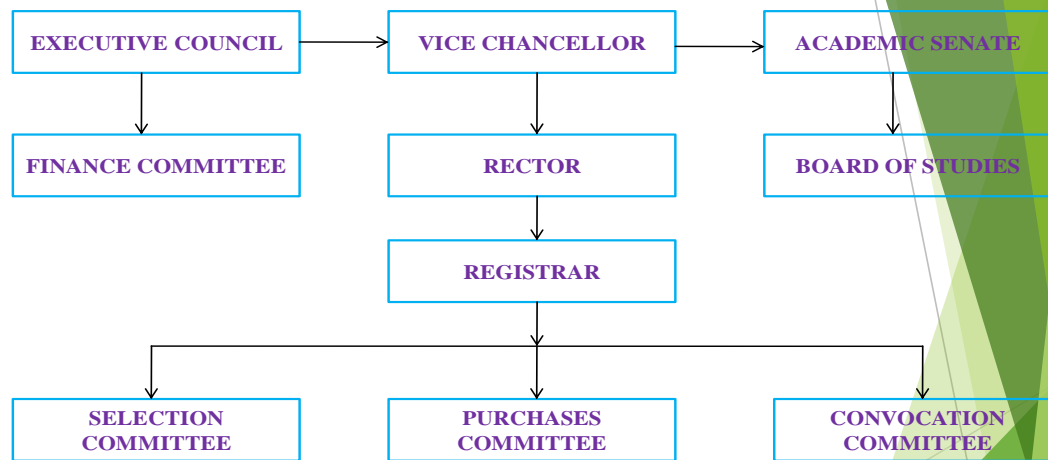 EXECUTIVE COUNCIL
VICE CHANCELLOR
ACADEMIC SENATE
FINANCE COMMITTEE
RECTOR
BOARD OF STUDIES
REGISTRAR
SELECTION
COMMITTEE
PURCHASES
COMMITTEE
CONVOCATION
COMMITTEE